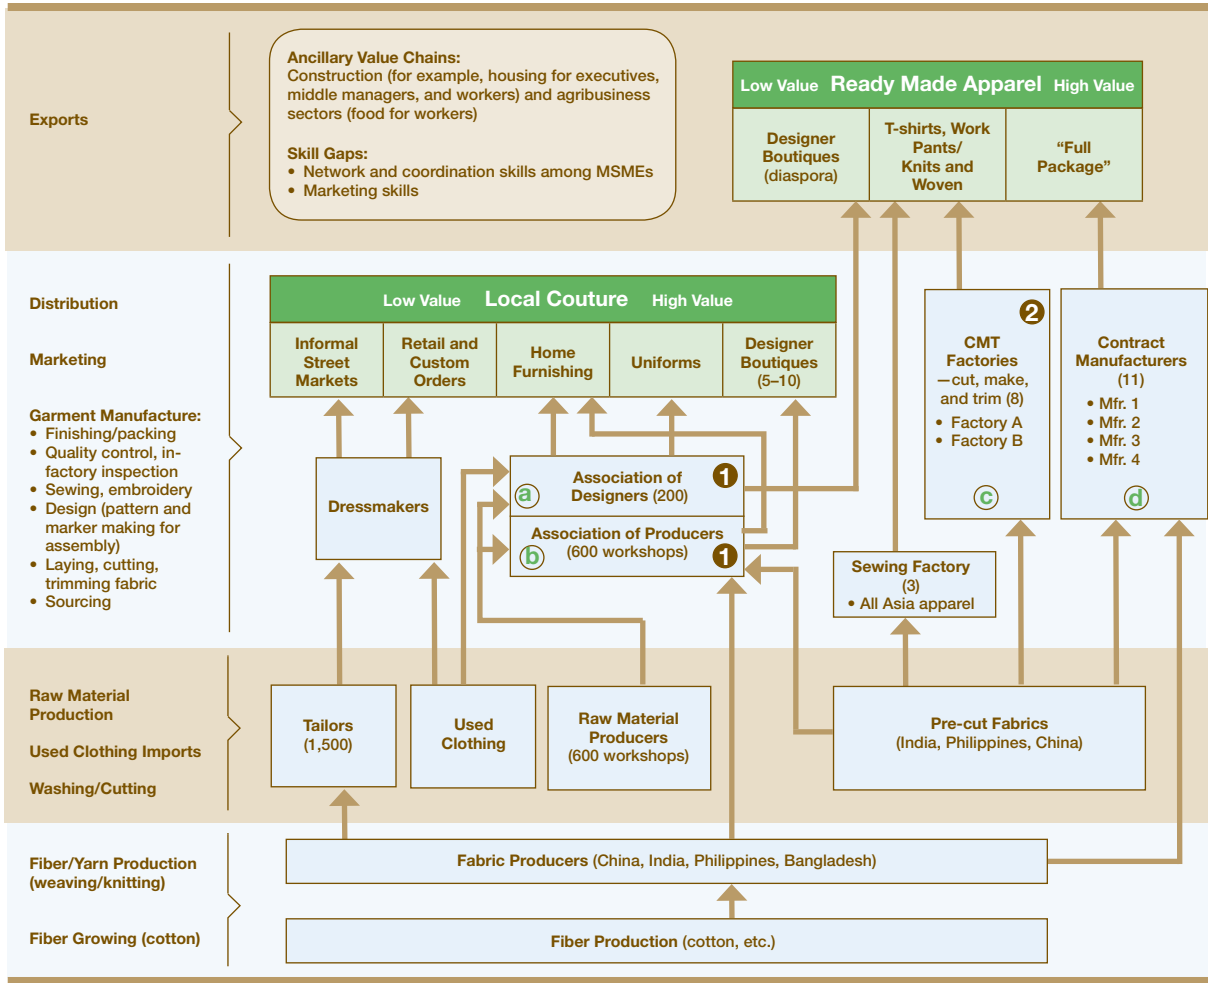 Exports
Ancillary Value Chains:
Construction (for example, housing for executives,
middle managers, and workers) and agribusiness
sectors (food for workers)
Skill Gaps:
• Network and coordination skills among MSMEs
• Marketing skills
Low Value Ready Made Apparel High Value
Designer
Boutiques
(diaspora)
T-shirts, Work
Pants/
Knits and
Woven
“Full
Package”
Distribution
Marketing
Garment Manufacture:
• Finishing/packing
• Quality control, in-
factory inspection
• Sewing, embroidery
• Design (pattern and
marker making for
assembly)
• Laying, cutting,
trimming fabric
• Sourcing
Low Value Local Couture High Value
Informal
Street
Markets
Retail and
Custom
Orders
Home
Furnishing
Uniforms
Designer
Boutiques
(5–10)
Dressmakers
Association of
Designers (200)
1
a
Association of Producers
(600 workshops)
1
b
2
CMT
Factories
—cut, make,
and trim (8)
• Factory A
• Factory B
c
Contract
Manufacturers
(11)
• Mfr. 1
• Mfr. 2
• Mfr. 3
• Mfr. 4
d
Sewing Factory
(3)
• All Asia apparel
Raw Material
Production
Used Clothing Imports
Washing/Cutting
Tailors
(1,500)
Used
Clothing
Raw Material
Producers
(600 workshops)
Pre-cut Fabrics
(India, Philippines, China)
Fiber/Yarn Production
(weaving/knitting)
Fiber Growing (cotton)
Fabric Producers (China, India, Philippines, Bangladesh)
Fiber Production (cotton, etc.)